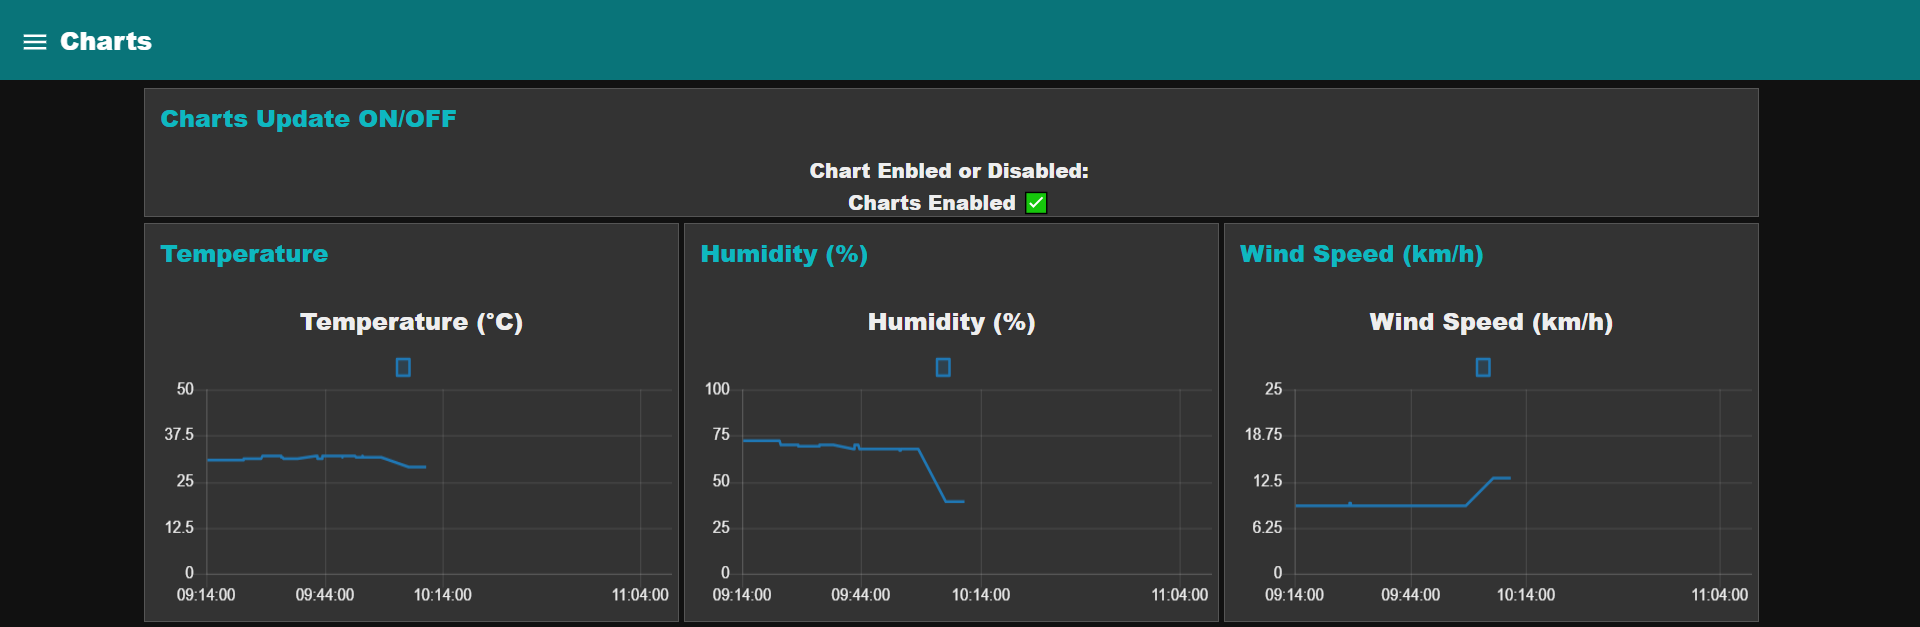 Charts
Charts Update ON/OFF
Chart Enbled or Disabled:
Charts Enabled
Temperature
Temperature (°C)
50
37.5
25
12.5
0
09:14:00 09:44:00 10:14:00 11:04:00
Humidity (%)
Humidity (%)
100
75
50
25
0
09:14:00 09:44:00 10:14:00 11:04:00
Wind Speed (km/h)
Wind Speed (km/h)
25
18.75
12.5
6.25
0
09:14:00 09:44:00 10:14:00 11:04:00